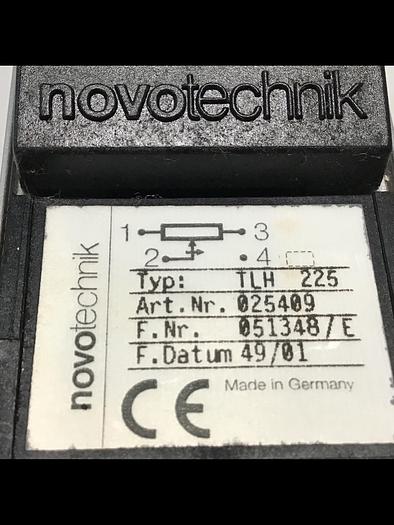 novotechnik
novotechnik
1 3
2 4
Typ: TLH 225
Art.Nr. 025409
F.Nr. 051348/E
F.Datum 49/01
Made in Germany
CE